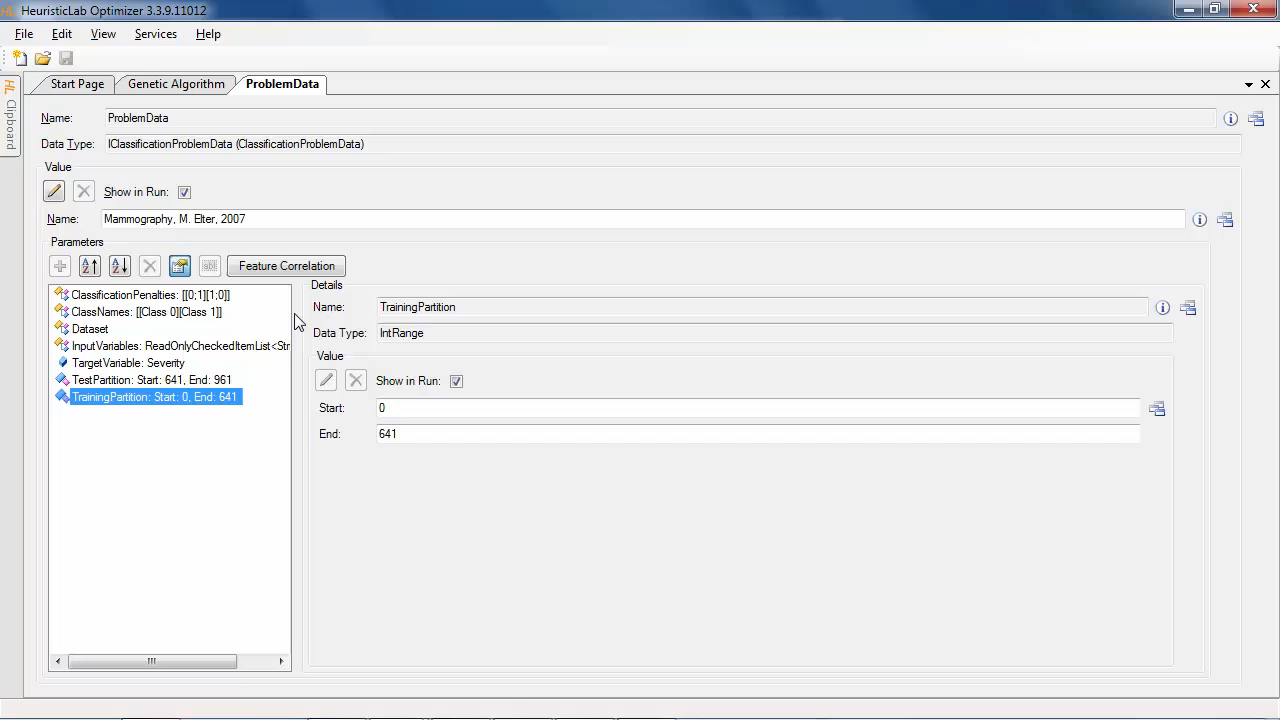 HeuristicLab Optimizer 3.3.9.11012
File Edit View Services Help
HL Clipboard
Start Page Genetic Algorithm ProblemData
Name: ProblemData
Data Type: IClassificationProblemData (ClassificationProblemData)
Value
Show in Run:
Name: Mammography, M. Elter, 2007
Parameters
Feature Correlation
ClassificationPenalties: [[0;1][1;0]]
ClassNames: [[Class 0][Class 1]]
Dataset
InputVariables: ReadOnlyCheckedItemList<Str
TargetVariable: Severity
TestPartition: Start: 641, End: 961
TrainingPartition: Start: 0, End: 641
Details
Name: TrainingPartition
Data Type: IntRange
Value
Show in Run:
Start: 0
End: 641